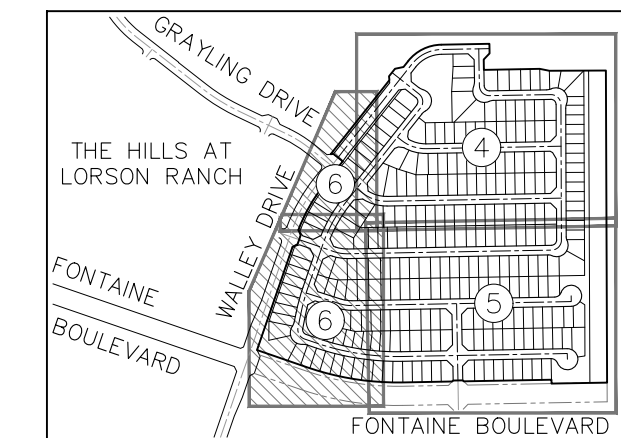 GRAYLING DRIVE
THE HILLS AT
LORSON RANCH
WALLEY DRIVE
FONTAINE
BOULEVARD
4
6
5
6
FONTAINE BOULEVARD